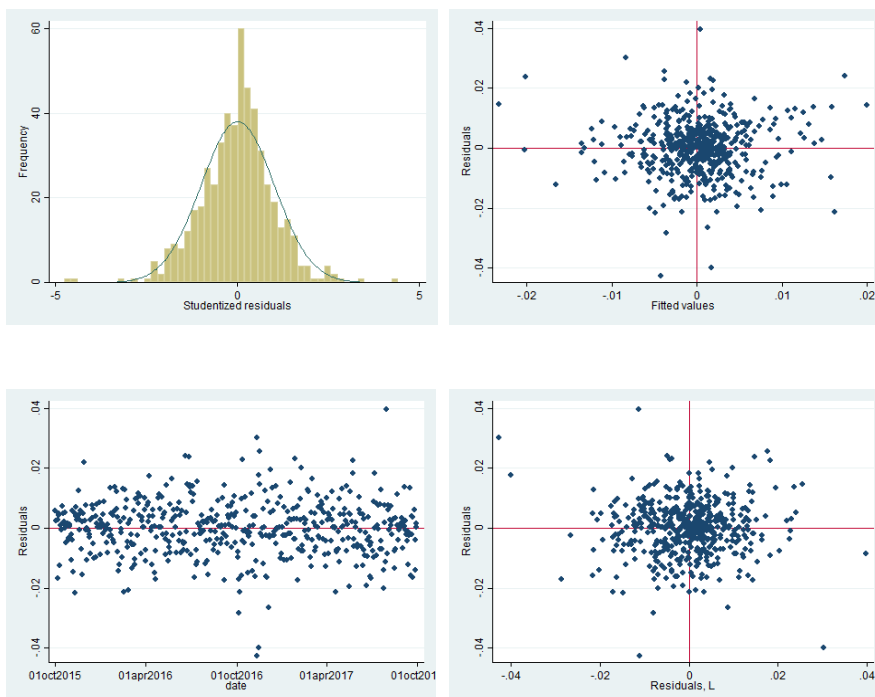 60
40
20
0
Frequency
-5 0 5
Studentized residuals
.04
.02
0
-.02
-.04
Residuals
-.02 -.01 0 .01 .02
Fitted values
.04
.02
0
-.02
-.04
Residuals
01oct2015 01apr2016 01oct2016 01apr2017 01oct201
date
.04
.02
0
-.02
-.04
Residuals
-.04 -.02 0 .02 .04
Residuals, L